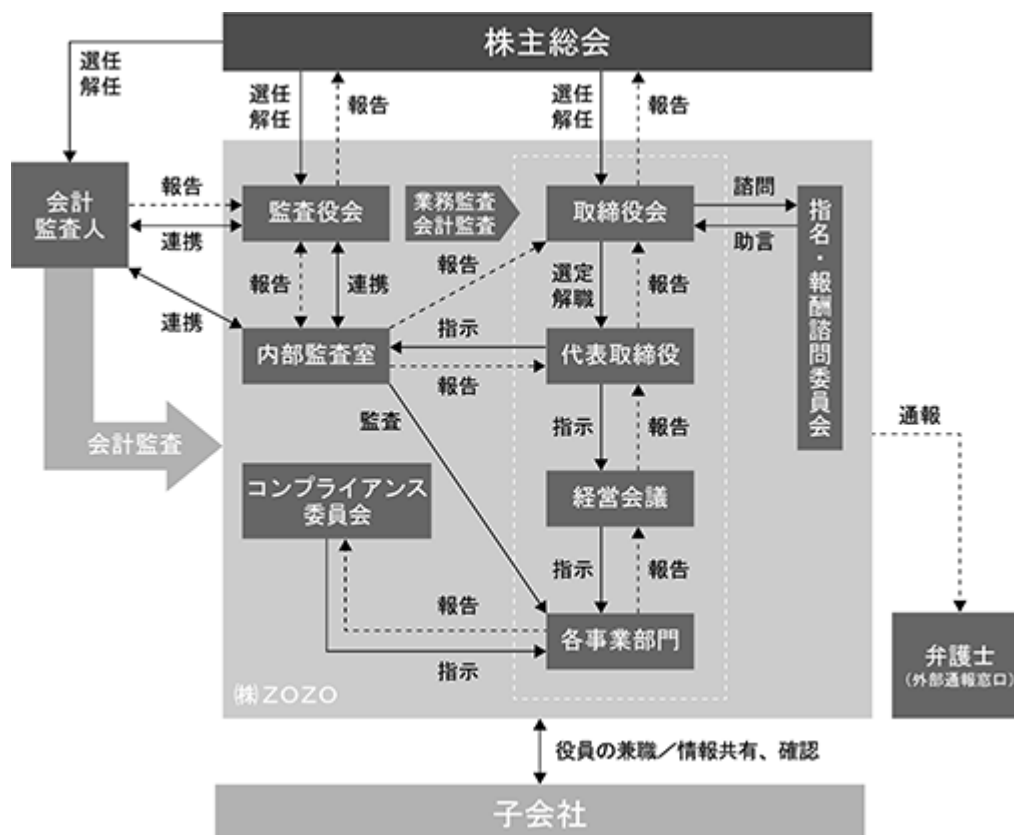 株主総会
選任
解任
選任
解任
報告
選任
解任
報告
会計
監査人
報告
連携
監査役会
業務監査
会計監査
取締役会
諮問
助言
指名・報酬諮問委員会
報告
連携
報告
選定
解職
報告
連携
内部監査室
指示
報告
代表取締役
会計監査
監査
指示
報告
通報
コンプライアンス
委員会
経営会議
指示
報告
報告
指示
各事業部門
弁護士
(外部通報窓口)
㈱ZOZO
役員の兼職/情報共有、確認
子会社